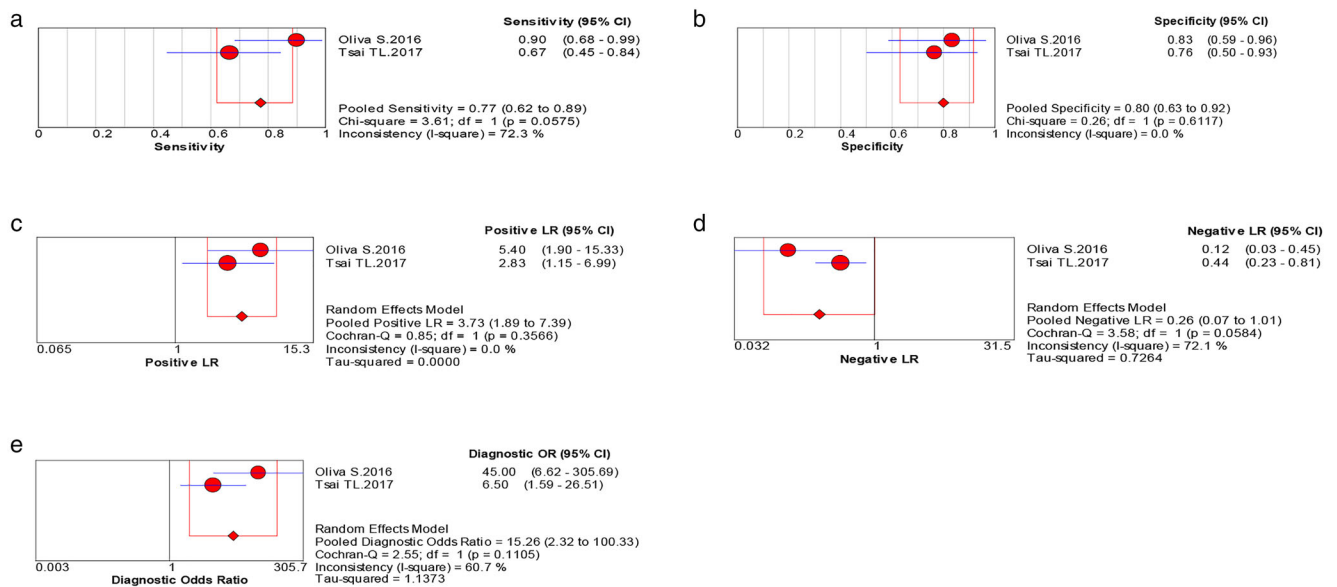 a
Sensitivity (95% CI)
Oliva S.2016 0.90 (0.68 - 0.99)
Tsai TL.2017 0.67 (0.45 - 0.84)
Pooled Sensitivity = 0.77 (0.62 to 0.89)
Chi-square = 3.61; df = 1 (p = 0.0575)
Inconsistency (I-square) = 72.3 %
0 0.2 0.4 0.6 0.8 1
Sensitivity
b
Specificity (95% CI)
Oliva S.2016 0.83 (0.59 - 0.96)
Tsai TL.2017 0.76 (0.50 - 0.93)
Pooled Specificity = 0.80 (0.63 to 0.92)
Chi-square = 0.26; df = 1 (p = 0.6117)
Inconsistency (I-square) = 0.0 %
0 0.2 0.4 0.6 0.8 1
Specificity
c
Positive LR (95% CI)
Oliva S.2016 5.40 (1.90 - 15.33)
Tsai TL.2017 2.83 (1.15 - 6.99)
Random Effects Model
Pooled Positive LR = 3.73 (1.89 to 7.39)
Cochran-Q = 0.85; df = 1 (p = 0.3566)
Inconsistency (I-square) = 0.0 %
Tau-squared = 0.0000
0.065 1 15.3
Positive LR
d
Negative LR (95% CI)
Oliva S.2016 0.12 (0.03 - 0.45)
Tsai TL.2017 0.44 (0.23 - 0.81)
Random Effects Model
Pooled Negative LR = 0.26 (0.07 to 1.01)
Cochran-Q = 3.58; df = 1 (p = 0.0584)
Inconsistency (I-square) = 72.1 %
Tau-squared = 0.7264
0.032 1 31.5
Negative LR
e
Diagnostic OR (95% CI)
Oliva S.2016 45.00 (6.62 - 305.69)
Tsai TL.2017 6.50 (1.59 - 26.51)
Random Effects Model
Pooled Diagnostic Odds Ratio = 15.26 (2.32 to 100.33)
Cochran-Q = 2.55; df = 1 (p = 0.1105)
Inconsistency (I-square) = 60.7 %
Tau-squared = 1.1373
0.003 1 305.7
Diagnostic Odds Ratio